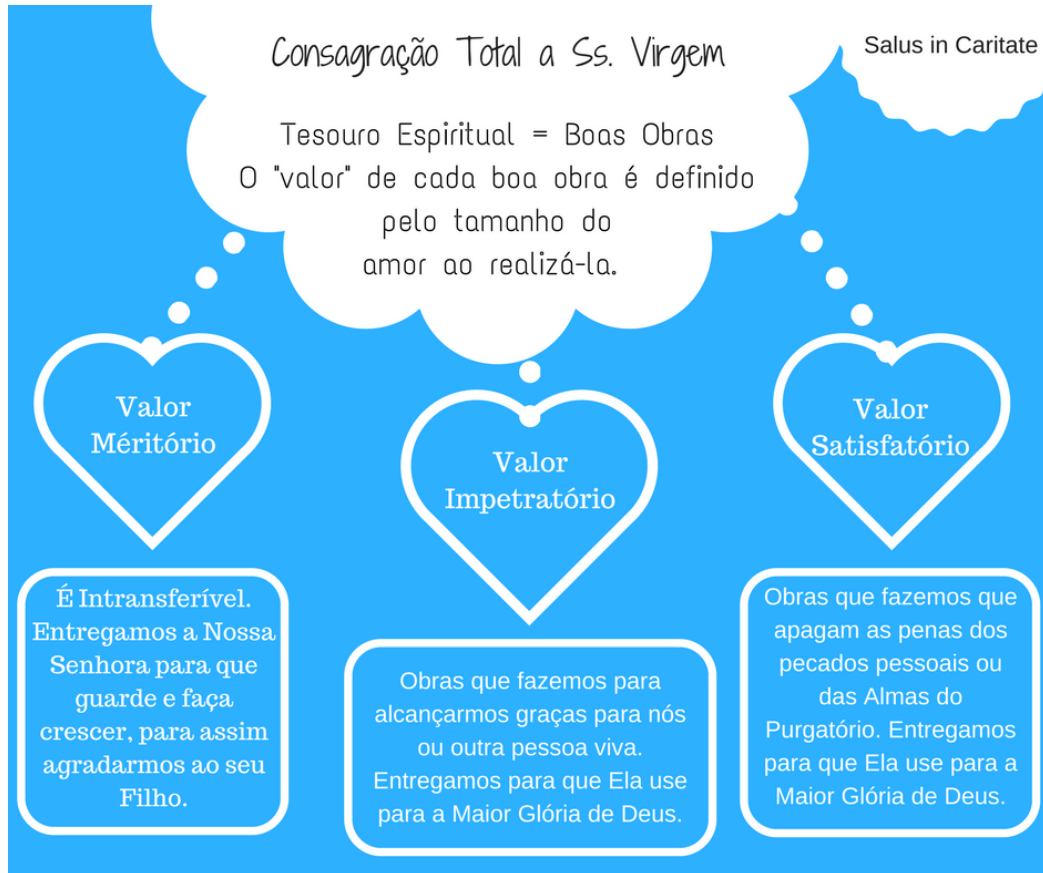 Consagração Total a Ss. Virgem
Salus in Caritate
Tesouro Espiritual = Boas Obras
O "valor" de cada boa obra é definido
pelo tamanho do
amor ao realizá-la.
Valor
Méritório
É Intransferível.
Entregamos a Nossa
Senhora para que
guarde e faça
crescer, para assim
agradarmos ao seu
Filho.
Valor
Impetratório
Obras que fazemos para
alcançarmos graças para nós
ou outra pessoa viva.
Entregamos para que Ela use
para a Maior Glória de Deus.
Valor
Satisfatório
Obras que fazemos que
apagam as penas dos
pecados pessoais ou
das Almas do
Purgatório. Entregamos
para que Ela use para a
Maior Glória de Deus.